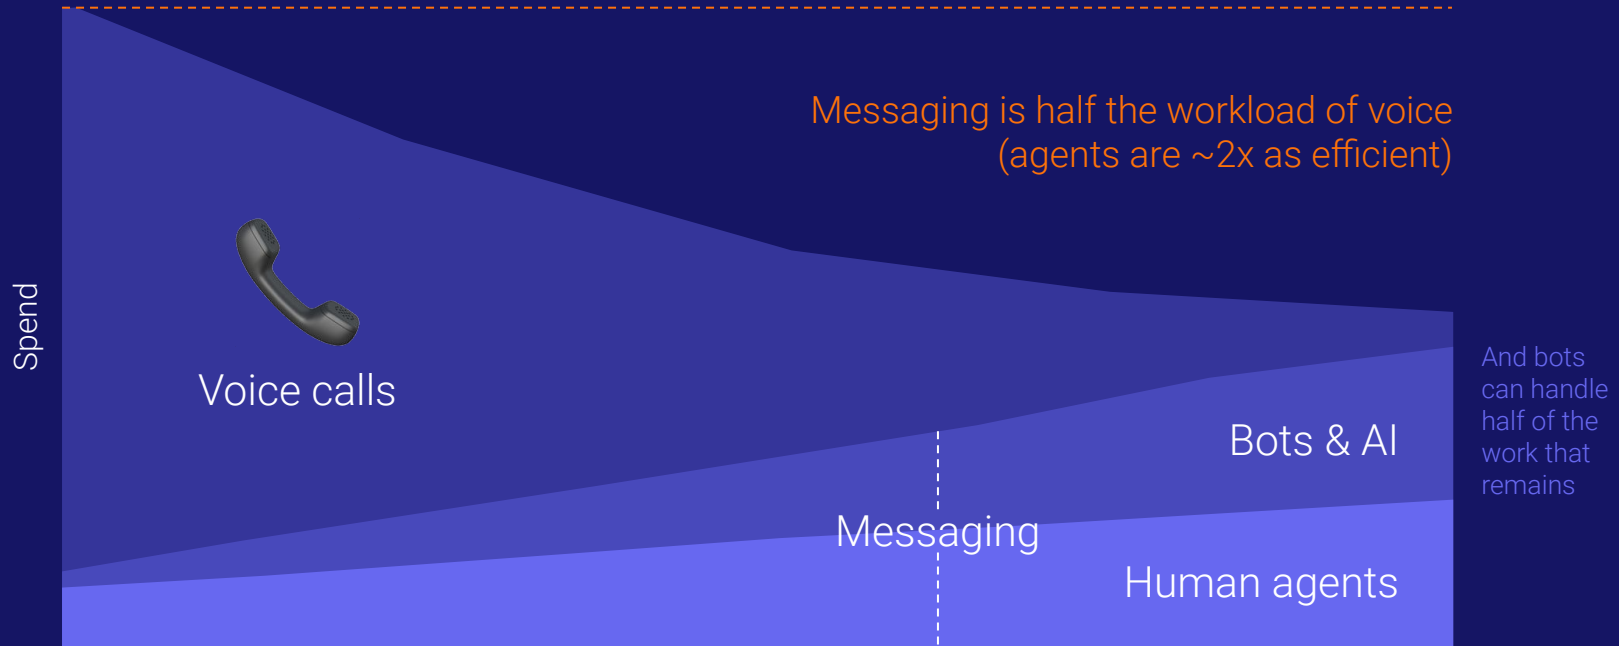 Messaging is half the workload of voice
(agents are ~2x as efficient)
Spend
Voice calls
And bots
can handle
half of the
work that
remains
Bots & AI
Messaging
Human agents